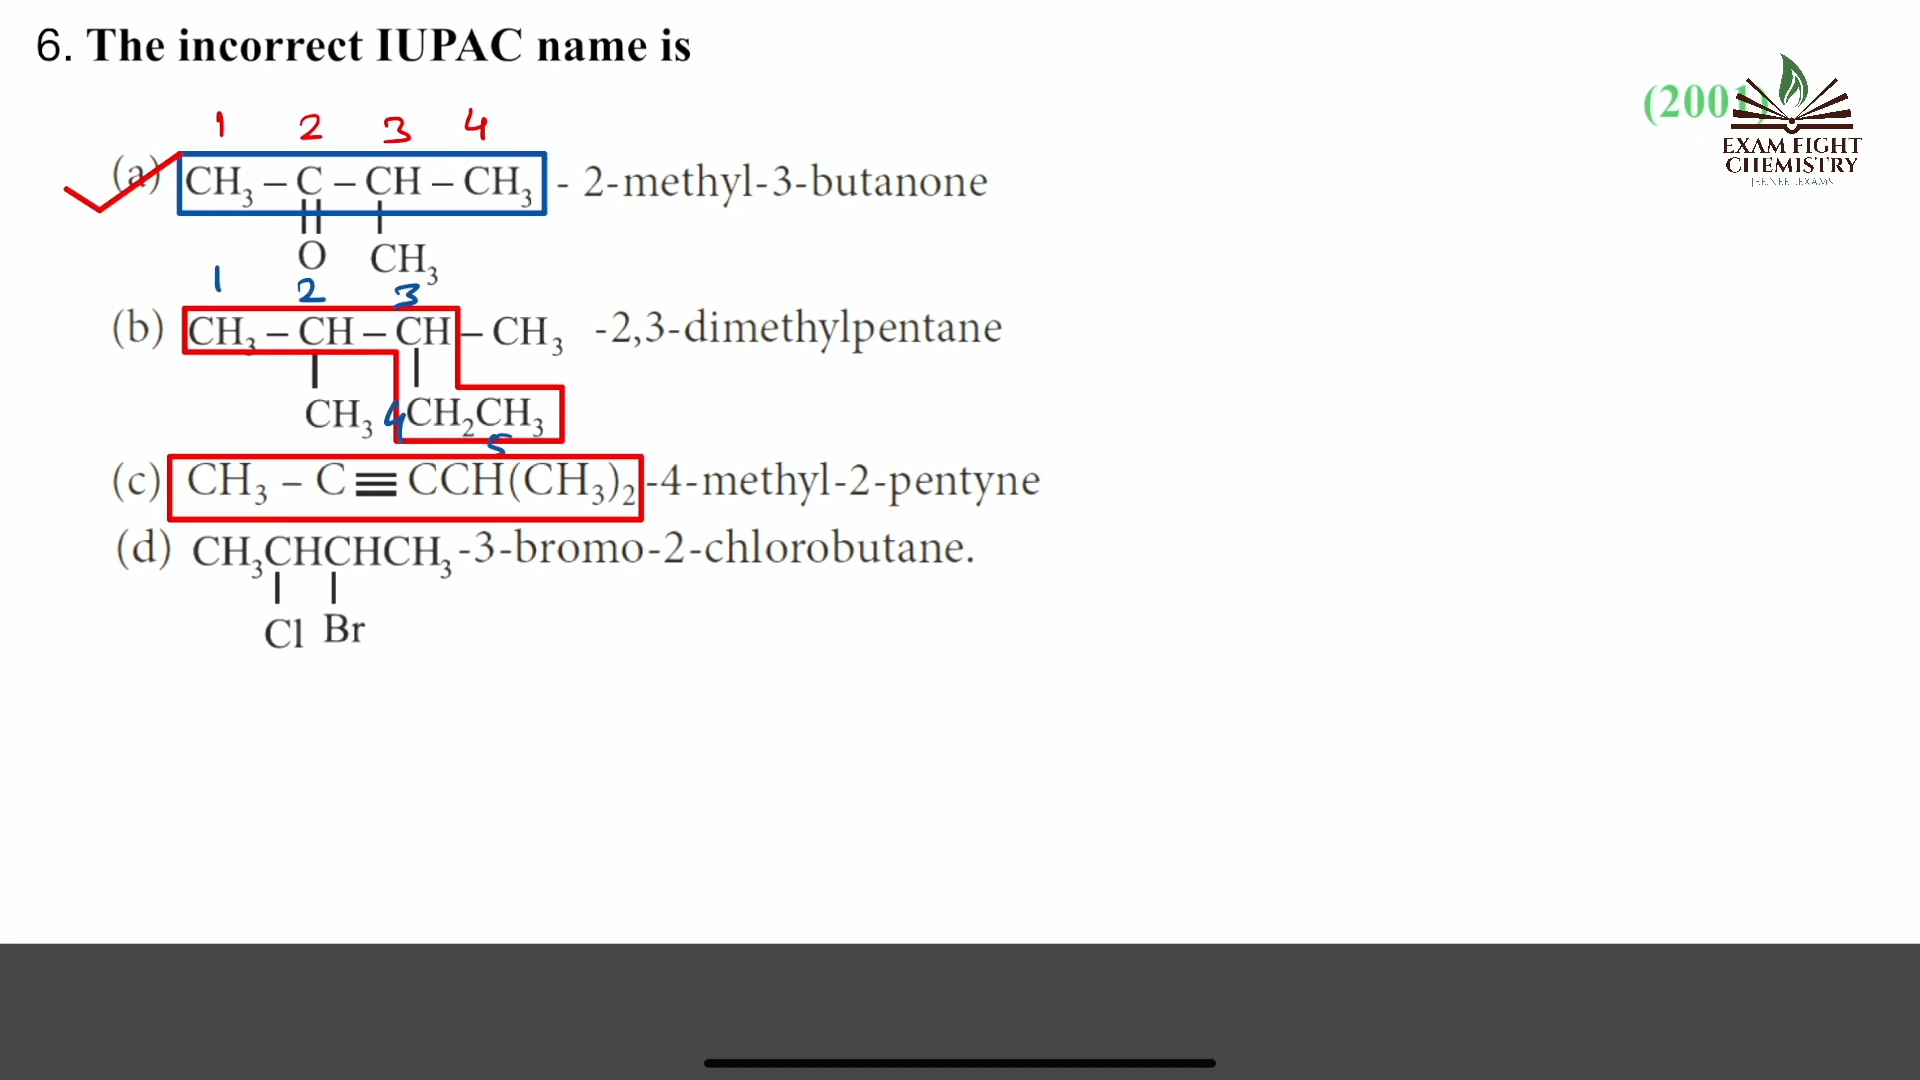 6. The incorrect IUPAC name is
(2001)
EXAM FIGHT
CHEMISTRY
1 2 3 4
(a) CH₃ – C – CH – CH₃ - 2-methyl-3-butanone
O CH₃
1 2 3
(b) CH₃ – CH – CH – CH₃ -2,3-dimethylpentane
CH₃ 4 CH₂CH₃
5
(c) CH₃ – C ≡ CCH(CH₃)₂ -4-methyl-2-pentyne
(d) CH₃CHCHCH₃ -3-bromo-2-chlorobutane.
Cl Br